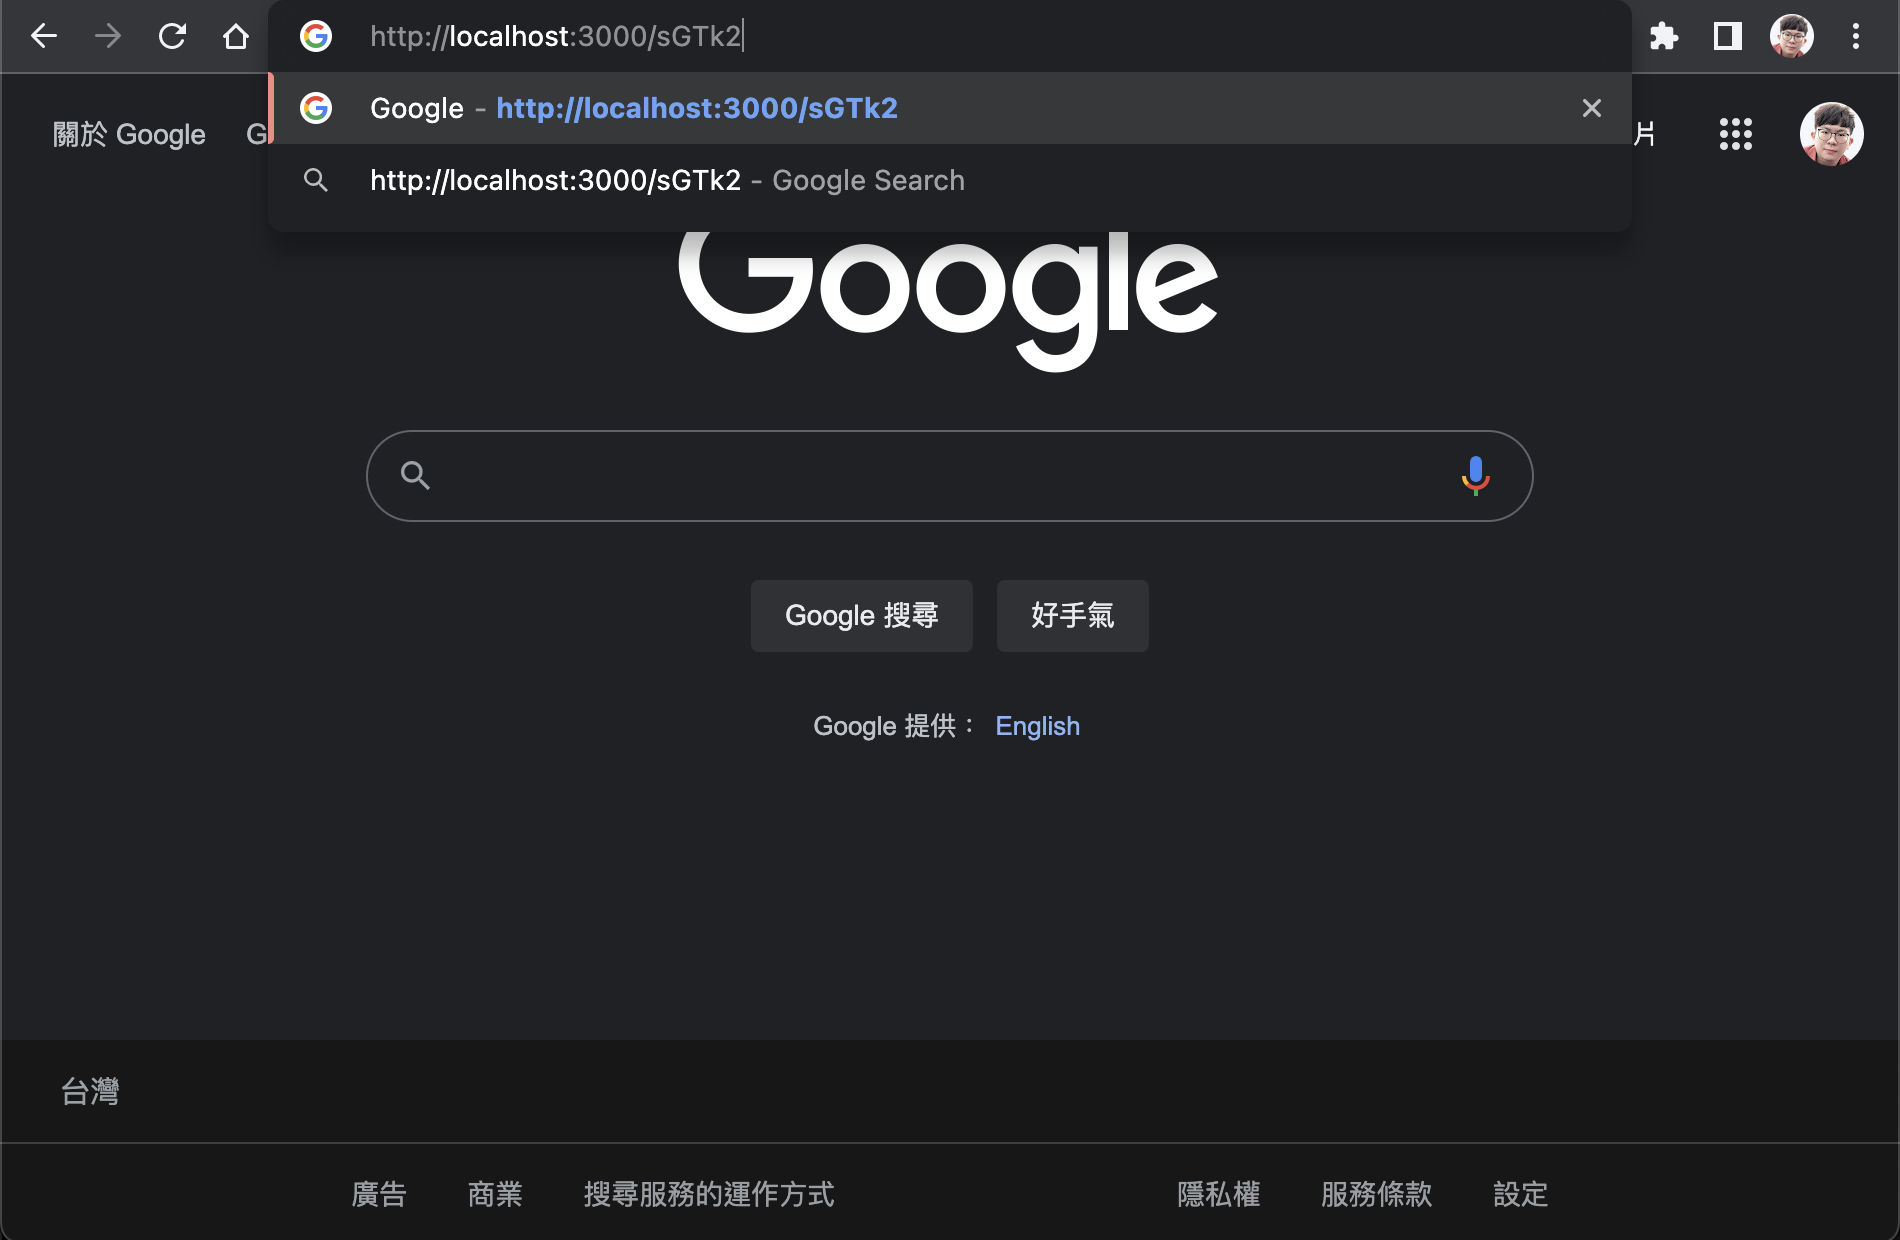 http://localhost:3000/sGTk2
Google - http://localhost:3000/sGTk2
http://localhost:3000/sGTk2 - Google Search
關於 Google G 片
Google
Google 搜尋 好手氣
Google 提供： English
台灣
廣告 商業 搜尋服務的運作方式 隱私權 服務條款 設定